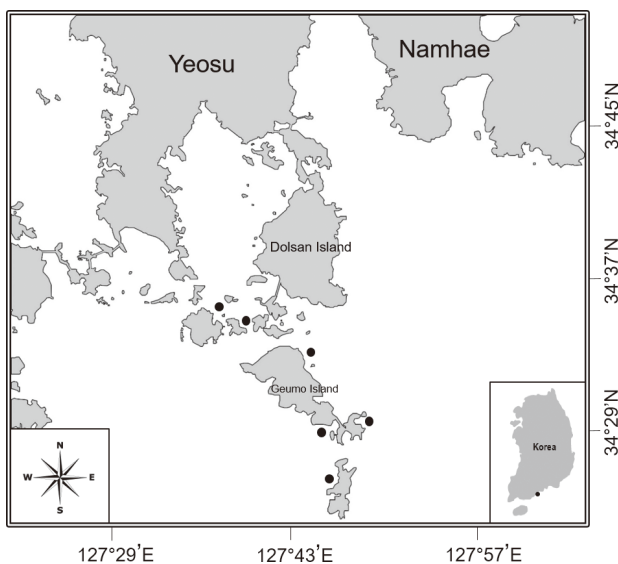 Yeosu
Namhae
34°45'N
Dolsan Island
34°37'N
Geumo Island
34°29'N
Korea
N
W
E
S
127°29'E
127°43'E
127°57'E